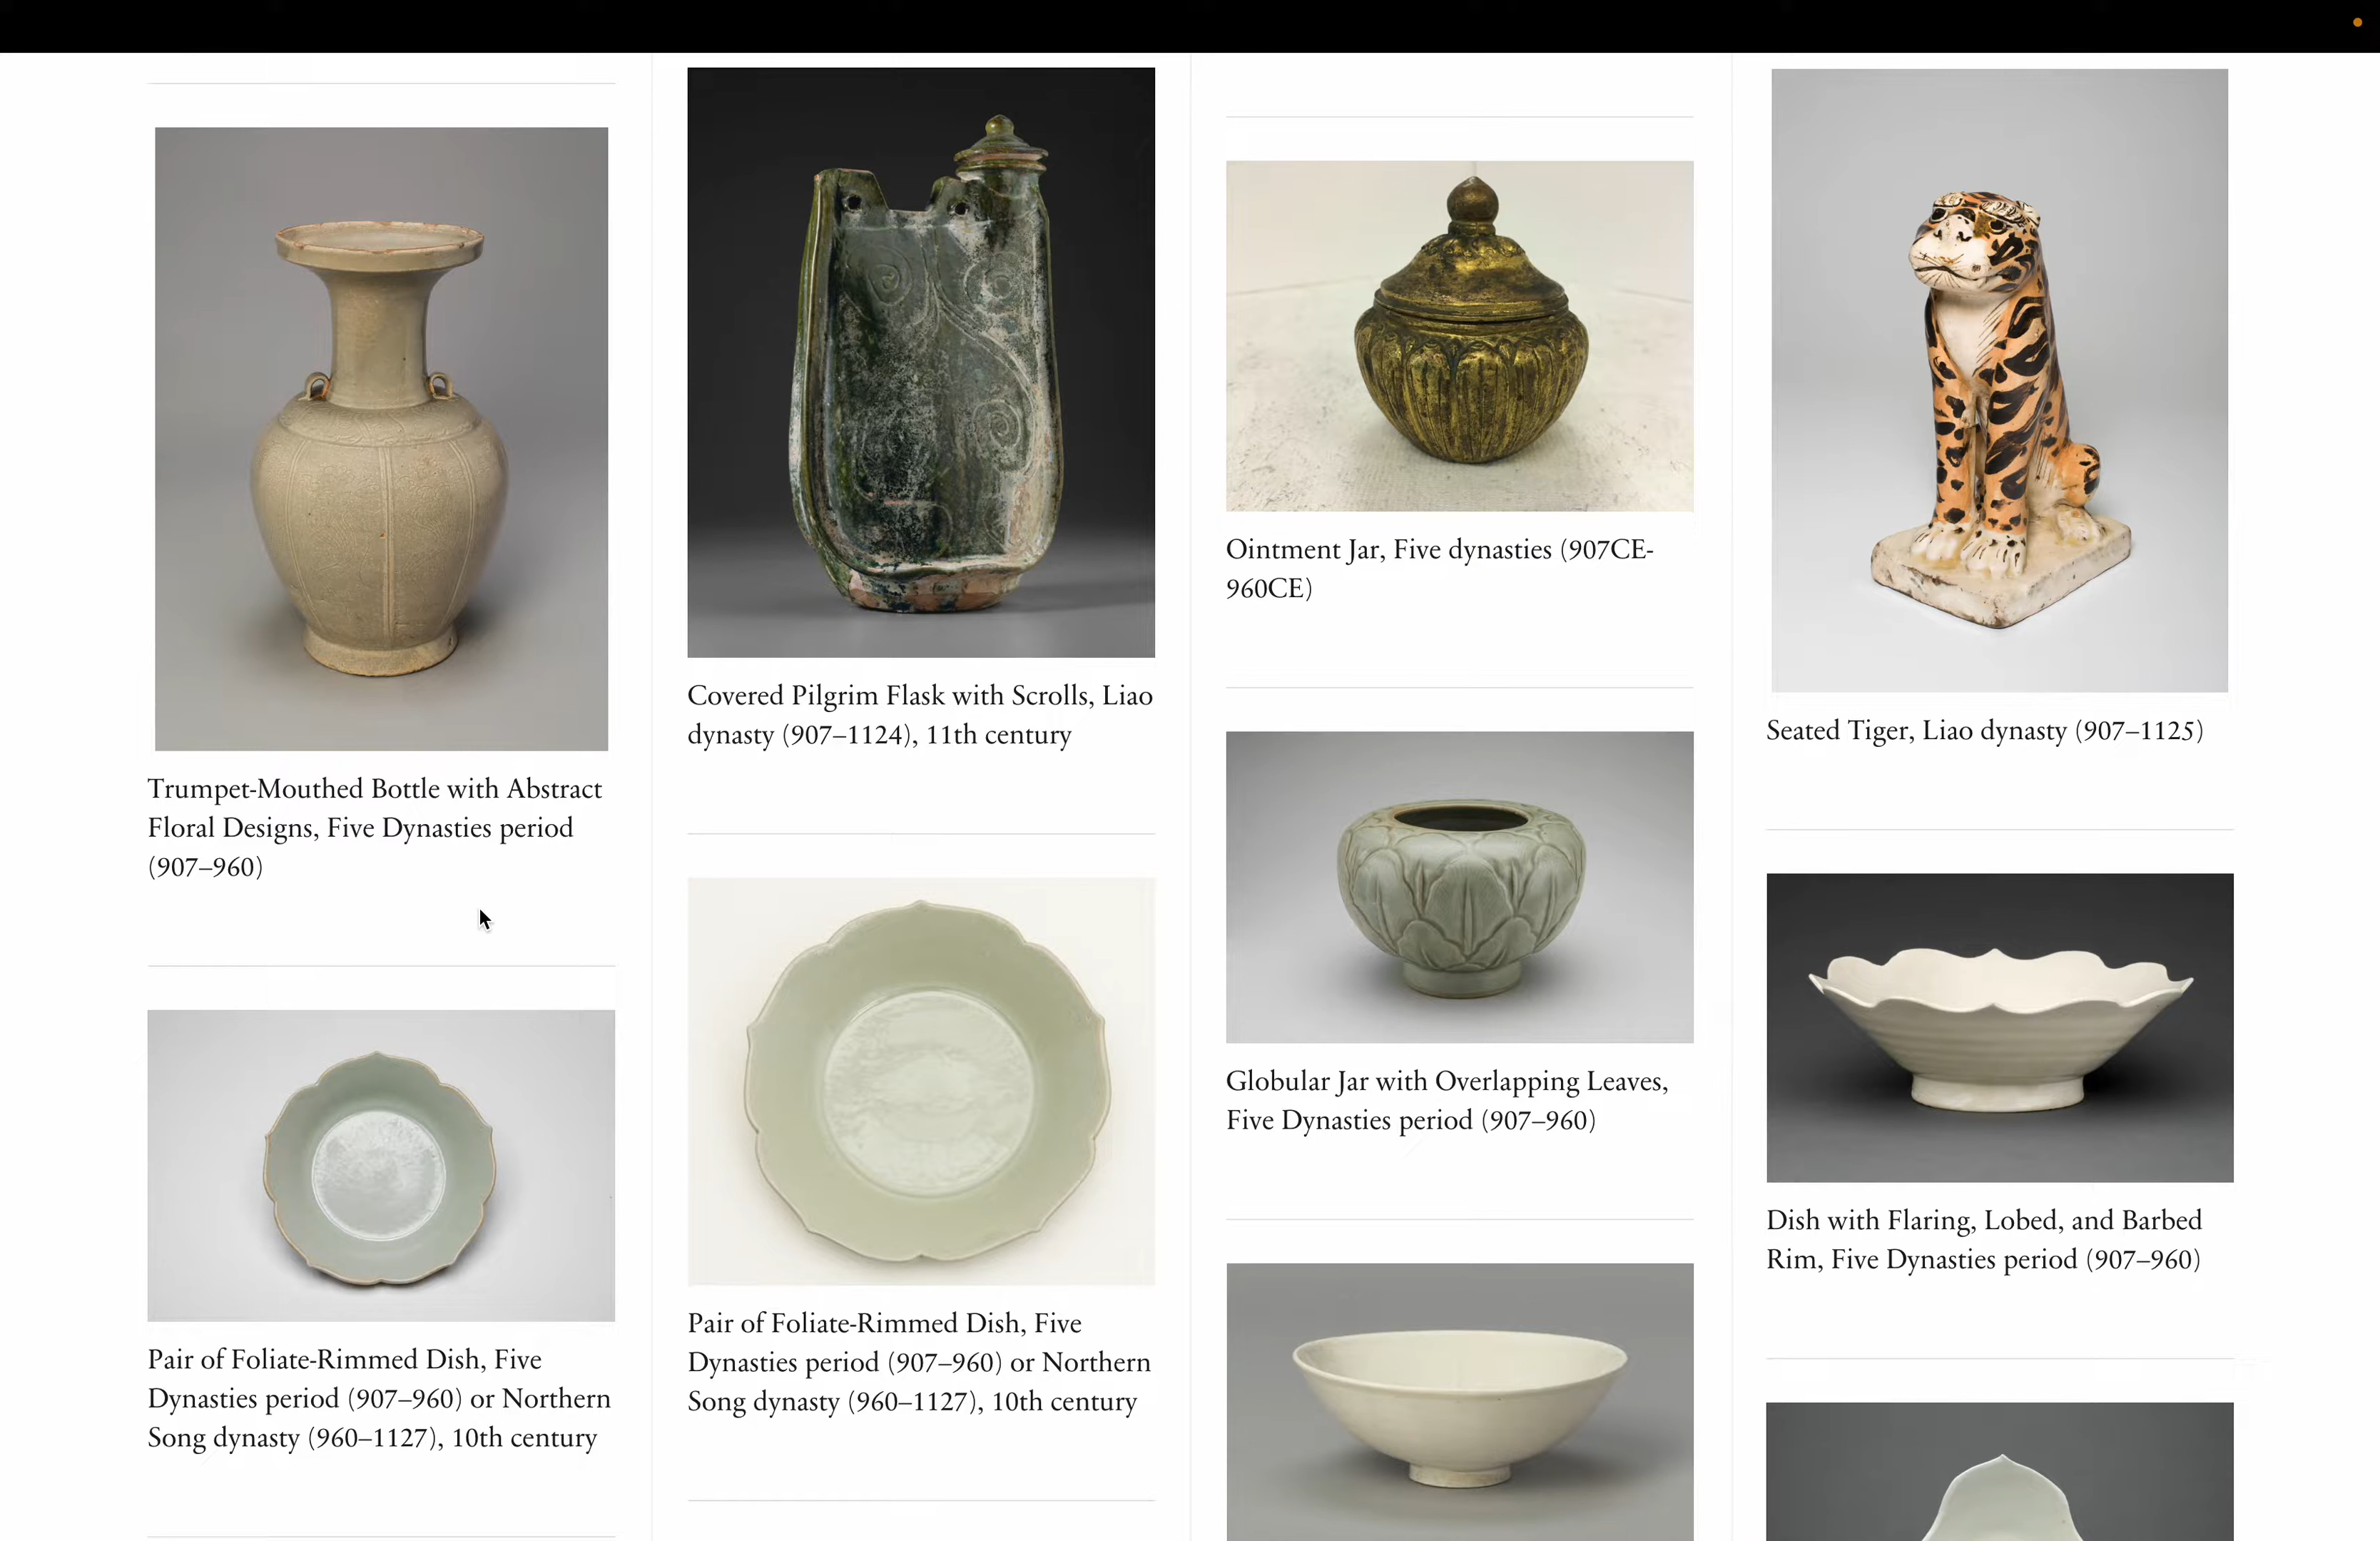 Trumpet-Mouthed Bottle with Abstract
Floral Designs, Five Dynasties period
(907–960)
Pair of Foliate-Rimmed Dish, Five
Dynasties period (907–960) or Northern
Song dynasty (960–1127), 10th century
Covered Pilgrim Flask with Scrolls, Liao
dynasty (907–1124), 11th century
Pair of Foliate-Rimmed Dish, Five
Dynasties period (907–960) or Northern
Song dynasty (960–1127), 10th century
Ointment Jar, Five dynasties (907CE-
960CE)
Globular Jar with Overlapping Leaves,
Five Dynasties period (907–960)
Seated Tiger, Liao dynasty (907–1125)
Dish with Flaring, Lobed, and Barbed
Rim, Five Dynasties period (907–960)